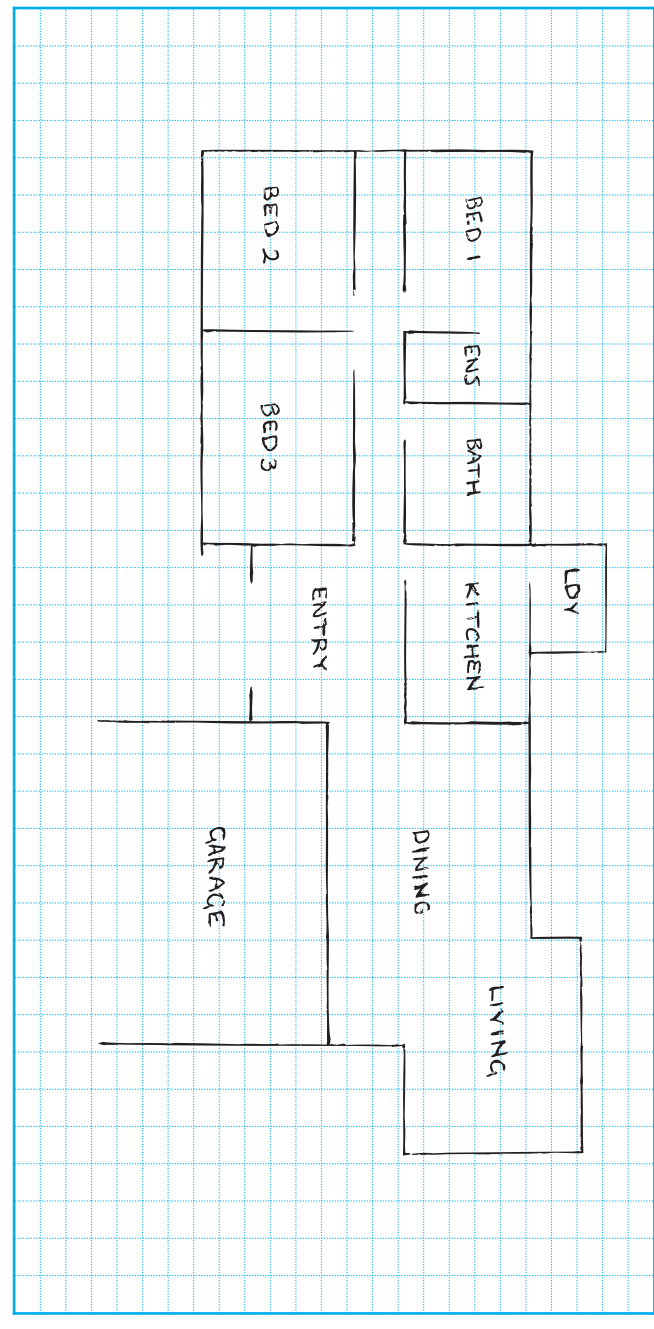 BED 2
BED 1
ENS
BED 3
BATH
LDY
ENTRY
KITCHEN
GARAGE
DINING
LIVING